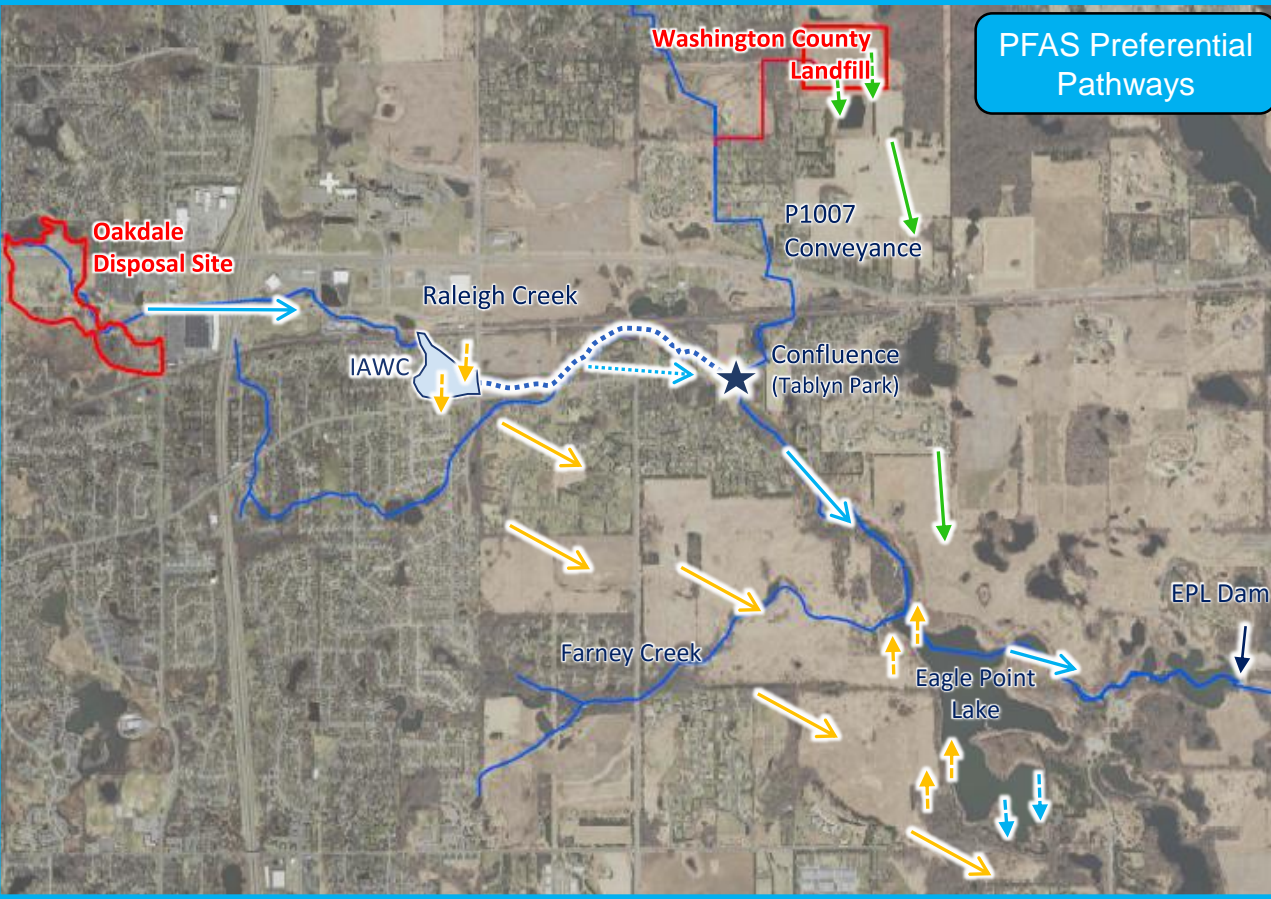 Washington County
Landfill
PFAS Preferential
Pathways
Oakdale
Disposal Site
P1007
Conveyance
Raleigh Creek
IAWC
Confluence
(Tablyn Park)
EPL Dam
Farney Creek
Eagle Point
Lake